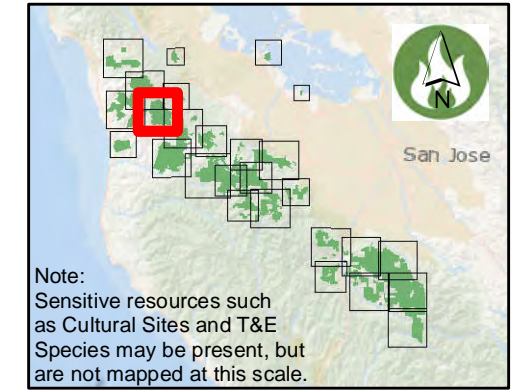 N
San Jose
Note:
Sensitive resources such
as Cultural Sites and T&E
Species may be present, but
are not mapped at this scale.